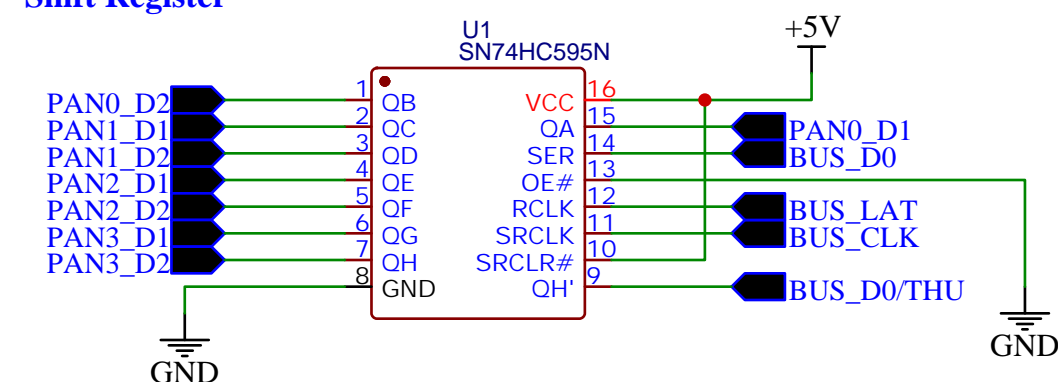 Shift Register
U1
SN74HC595N
+5V
PAN0_D2 1 QB VCC 16
PAN1_D1 2 QC QA 15 PAN0_D1
PAN1_D2 3 QD SER 14 BUS_D0
PAN2_D1 4 QE OE# 13
PAN2_D2 5 QF RCLK 12 BUS_LAT
PAN3_D1 6 QG SRCLK 11 BUS_CLK
PAN3_D2 7 QH SRCLR# 10
8 GND QH' 9 BUS_D0/THU
GND
GND